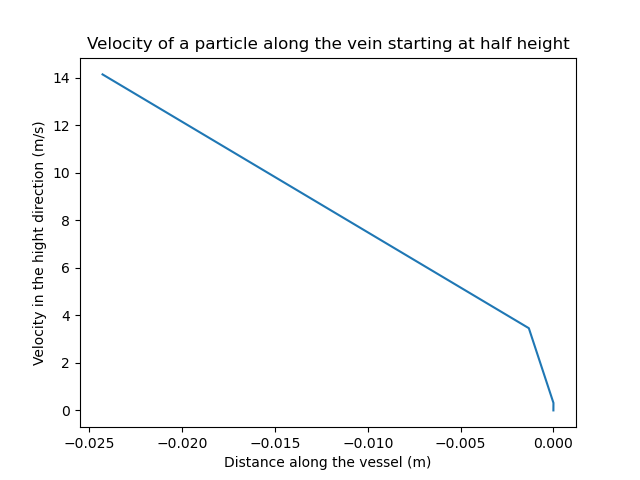 Velocity of a particle along the vein starting at half height
Velocity in the hight direction (m/s)
14
12
10
8
6
4
2
0
−0.025 −0.020 −0.015 −0.010 −0.005 0.000
Distance along the vessel (m)